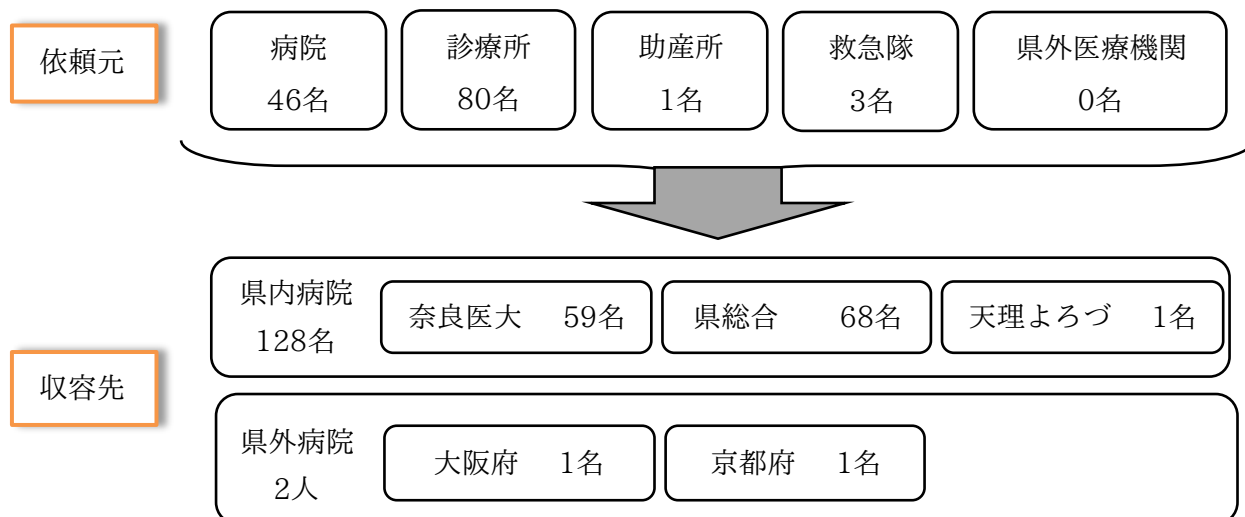 依頼元
病院
46名
診療所
80名
助産所
1名
救急隊
3名
県外医療機関
0名
収容先
県内病院
128名
奈良医大 59名
県総合 68名
天理よろづ 1名
県外病院
2人
大阪府 1名
京都府 1名